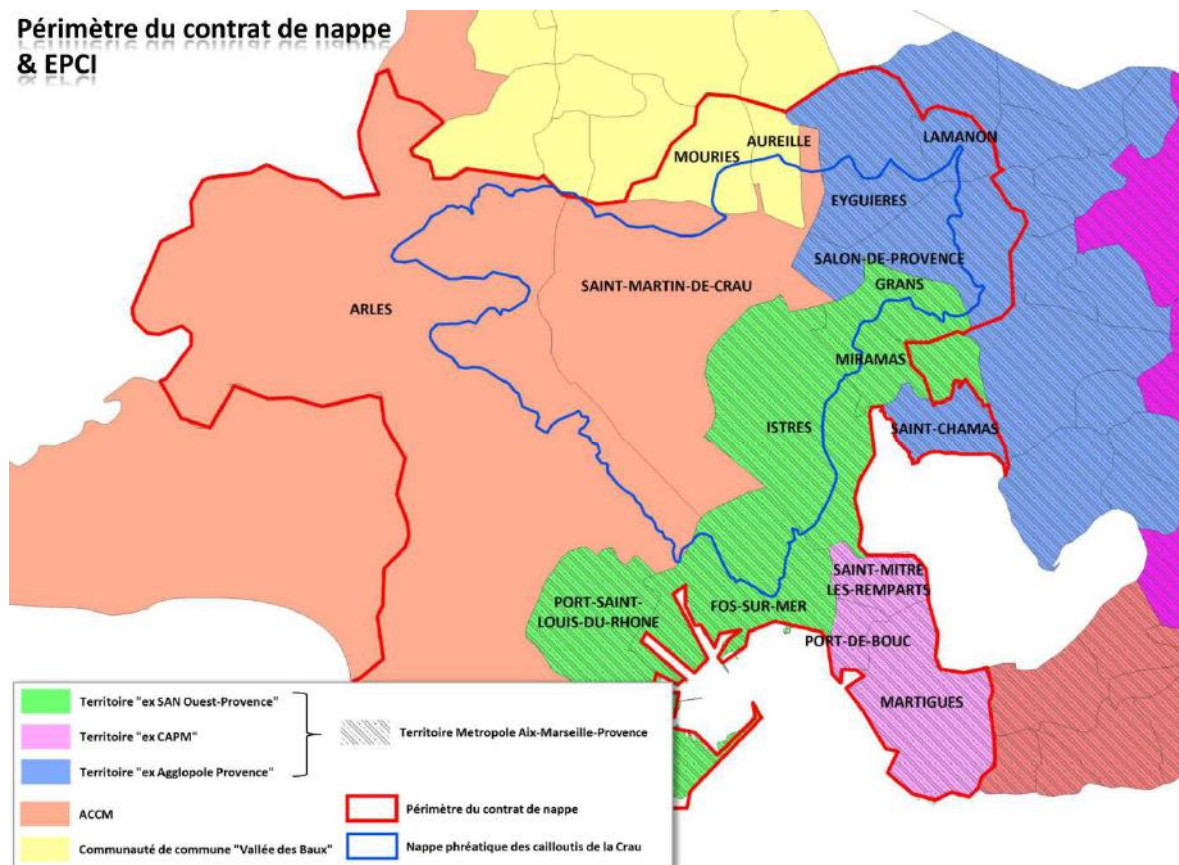 Périmètre du contrat de nappe
& EPCI
LAMANON
AUREILLE
MOURIES
EYGUIERES
SALON-DE-PROVENCE
GRANS
SAINT-MARTIN-DE-CRAU
ARLES
MIRAMAS
ISTRES
SAINT-CHAMAS
SAINT-MITRE
LES-REMPARTS
PORT-SAINT-
LOUIS-DU-RHONE
FOS-SUR-MER
PORT-DE-BOUC
MARTIGUES
Territoire "ex SAN Ouest-Provence"
Territoire "ex CAPM"
Territoire "ex Agglopole Provence"
Territoire Metropole Aix-Marseille-Provence
ACCM
Communauté de commune "Vallée des Baux"
Périmètre du contrat de nappe
Nappe phréatique des cailloutis de la Crau